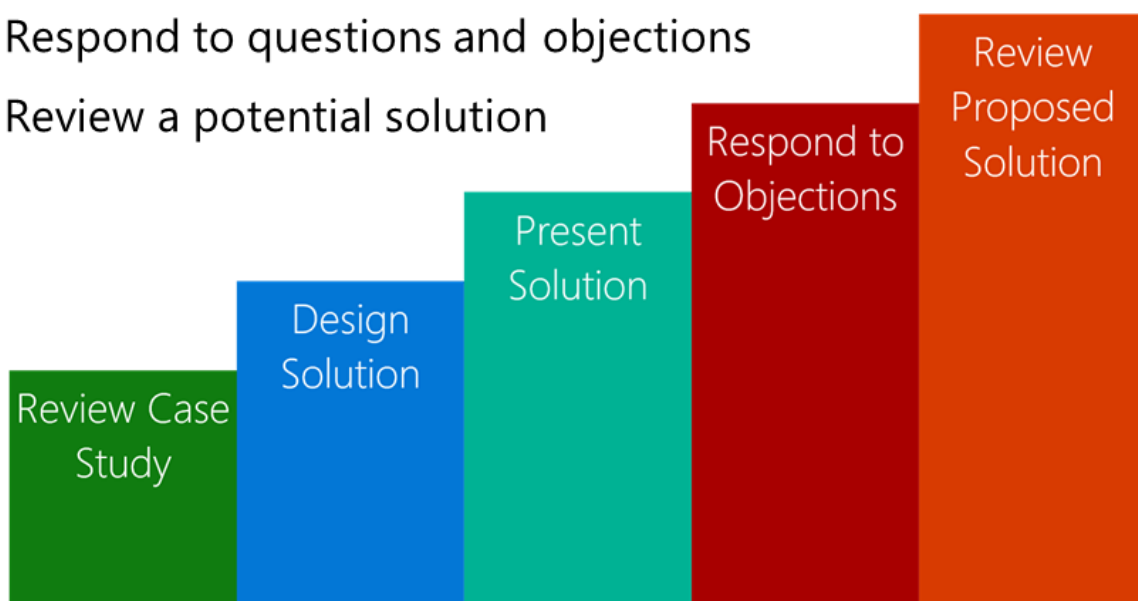 Respond to questions and objections
Review a potential solution
Review Case
Study
Design
Solution
Present
Solution
Respond to
Objections
Review
Proposed
Solution